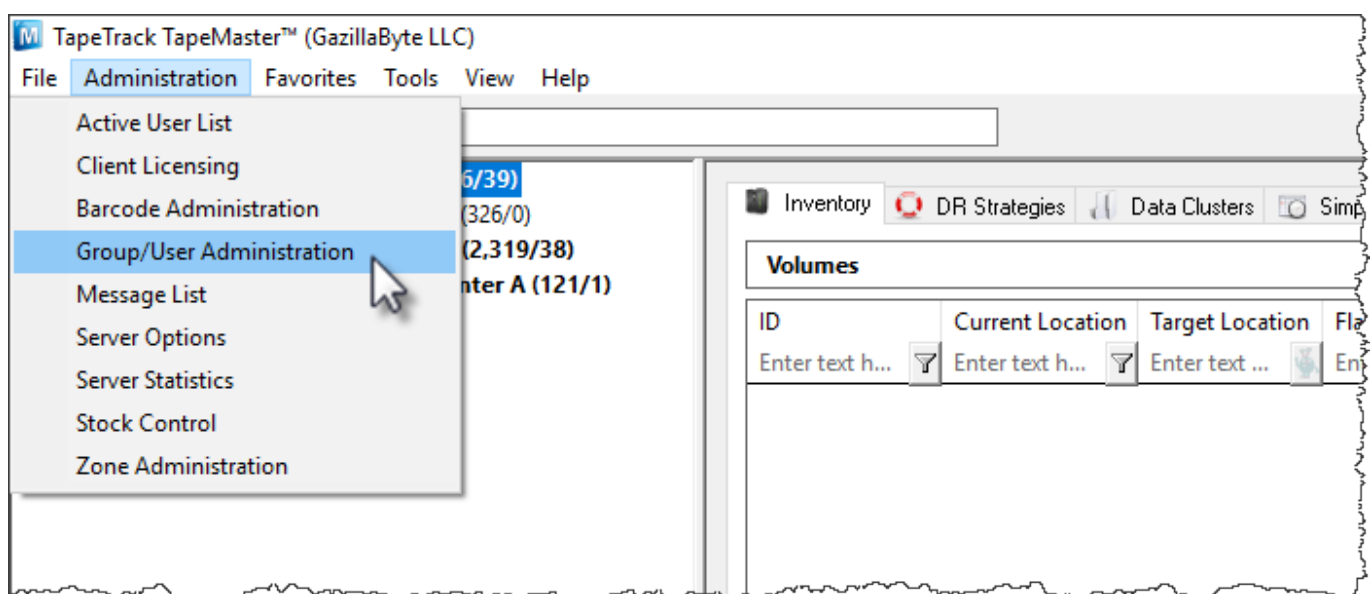 TapeTrack TapeMaster™ (GazillaByte LLC)
File Administration Favorites Tools View Help
Active User List
Client Licensing
Barcode Administration
Group/User Administration
Message List
Server Options
Server Statistics
Stock Control
Zone Administration
6/39)
(326/0)
(2,319/38)
nter A (121/1)
Inventory DR Strategies Data Clusters Simp
Volumes
ID Current Location Target Location Fla
Enter text h... Enter text h... Enter text ... En